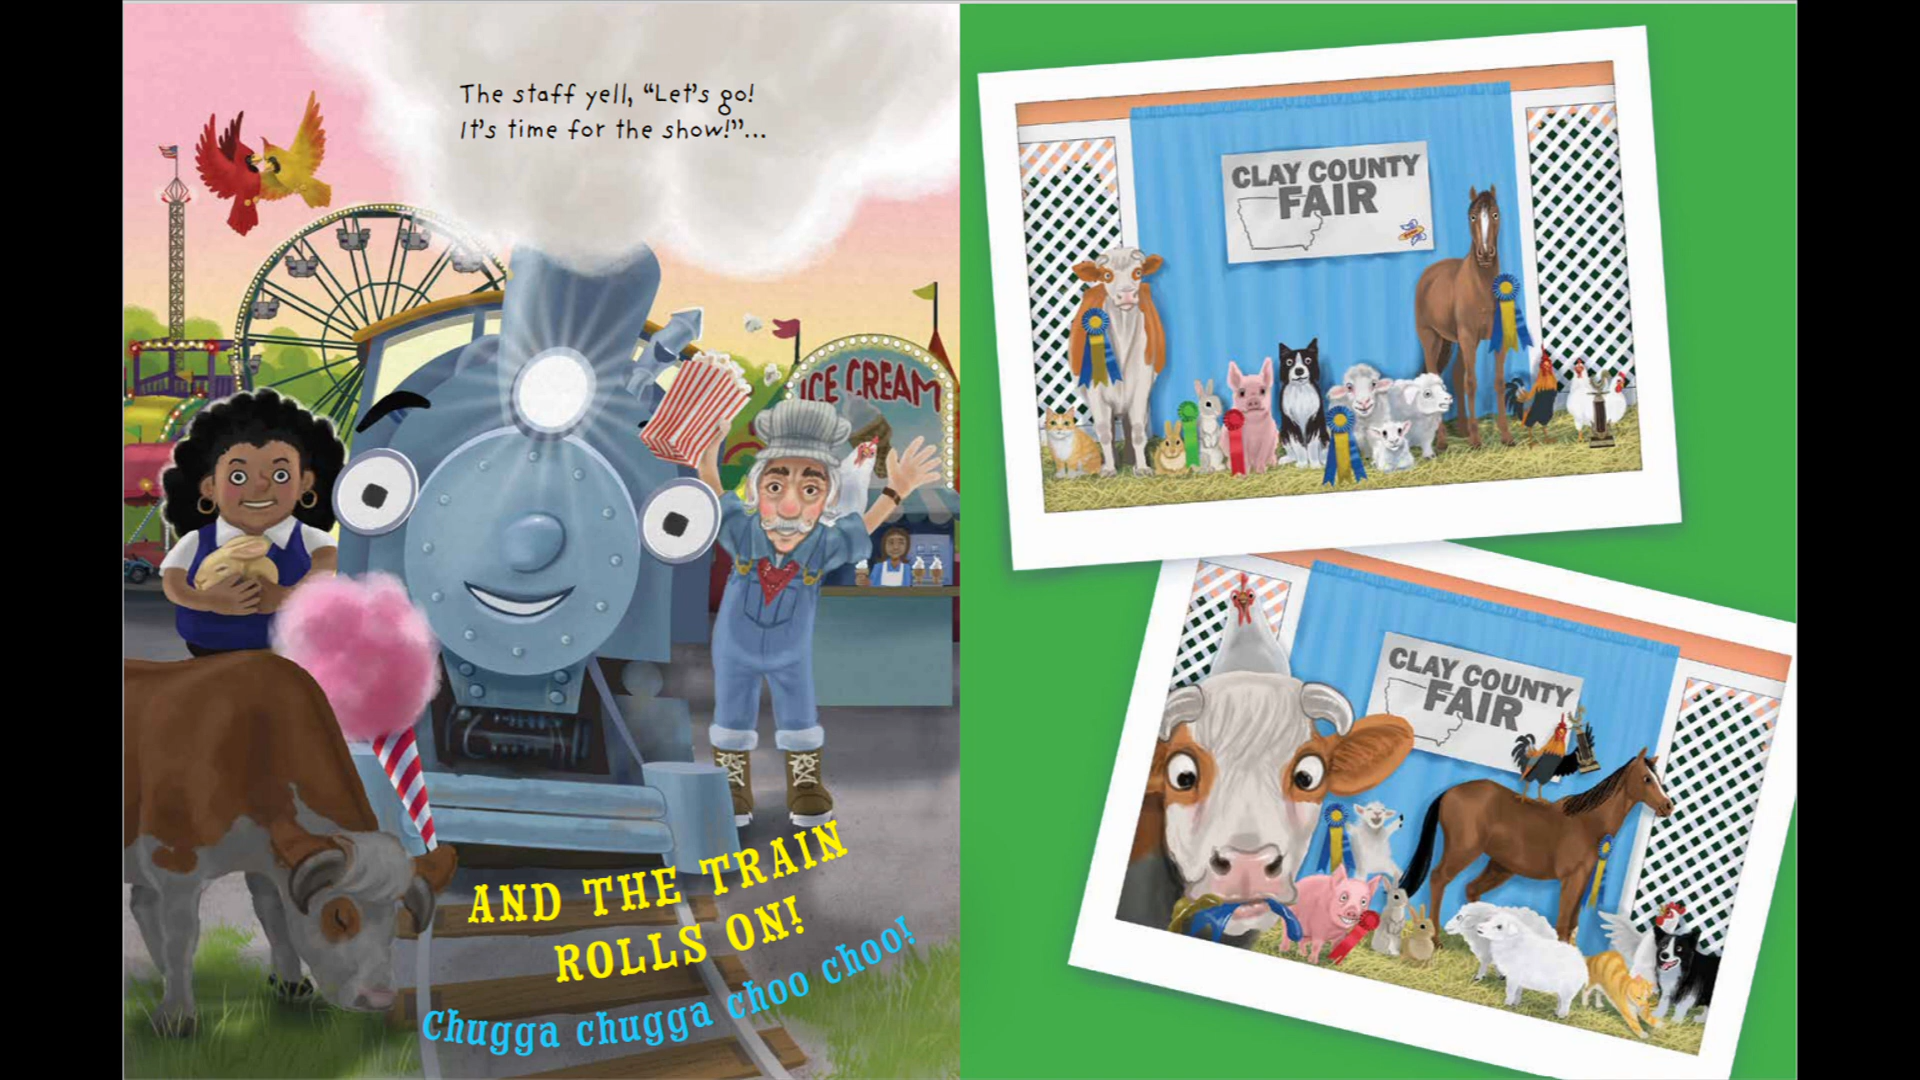 The staff yell, “Let’s go!
It’s time for the show!”...
ICE CREAM
AND THE TRAIN
ROLLS ON!
Chugga chugga choo choo!
CLAY COUNTY
FAIR
CLAY COUNTY
FAIR